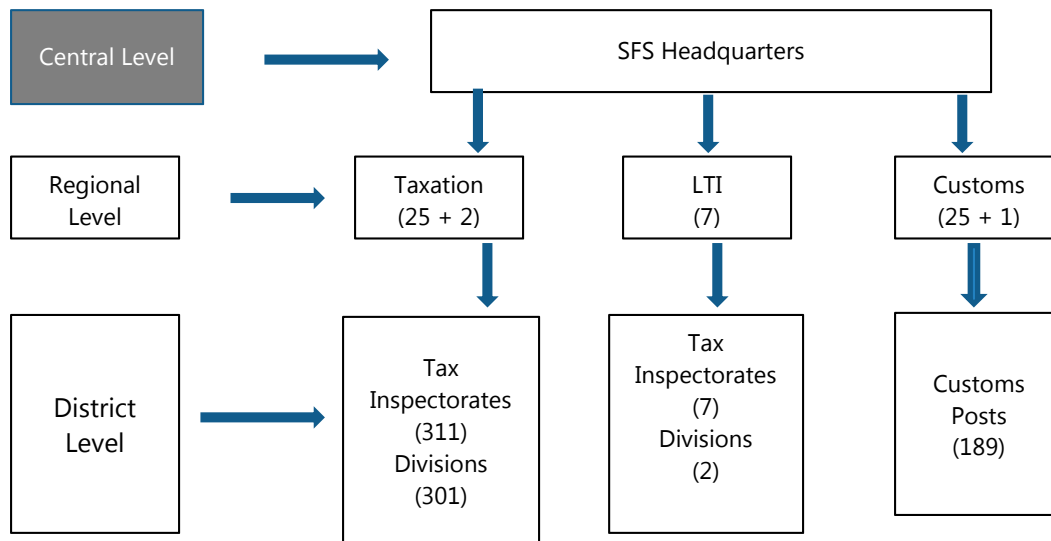 Central Level
SFS Headquarters
Regional
Level
Taxation
(25 + 2)
LTI
(7)
Customs
(25 + 1)
District
Level
Tax
Inspectorates
(311)
Divisions
(301)
Tax
Inspectorates
(7)
Divisions
(2)
Customs
Posts
(189)